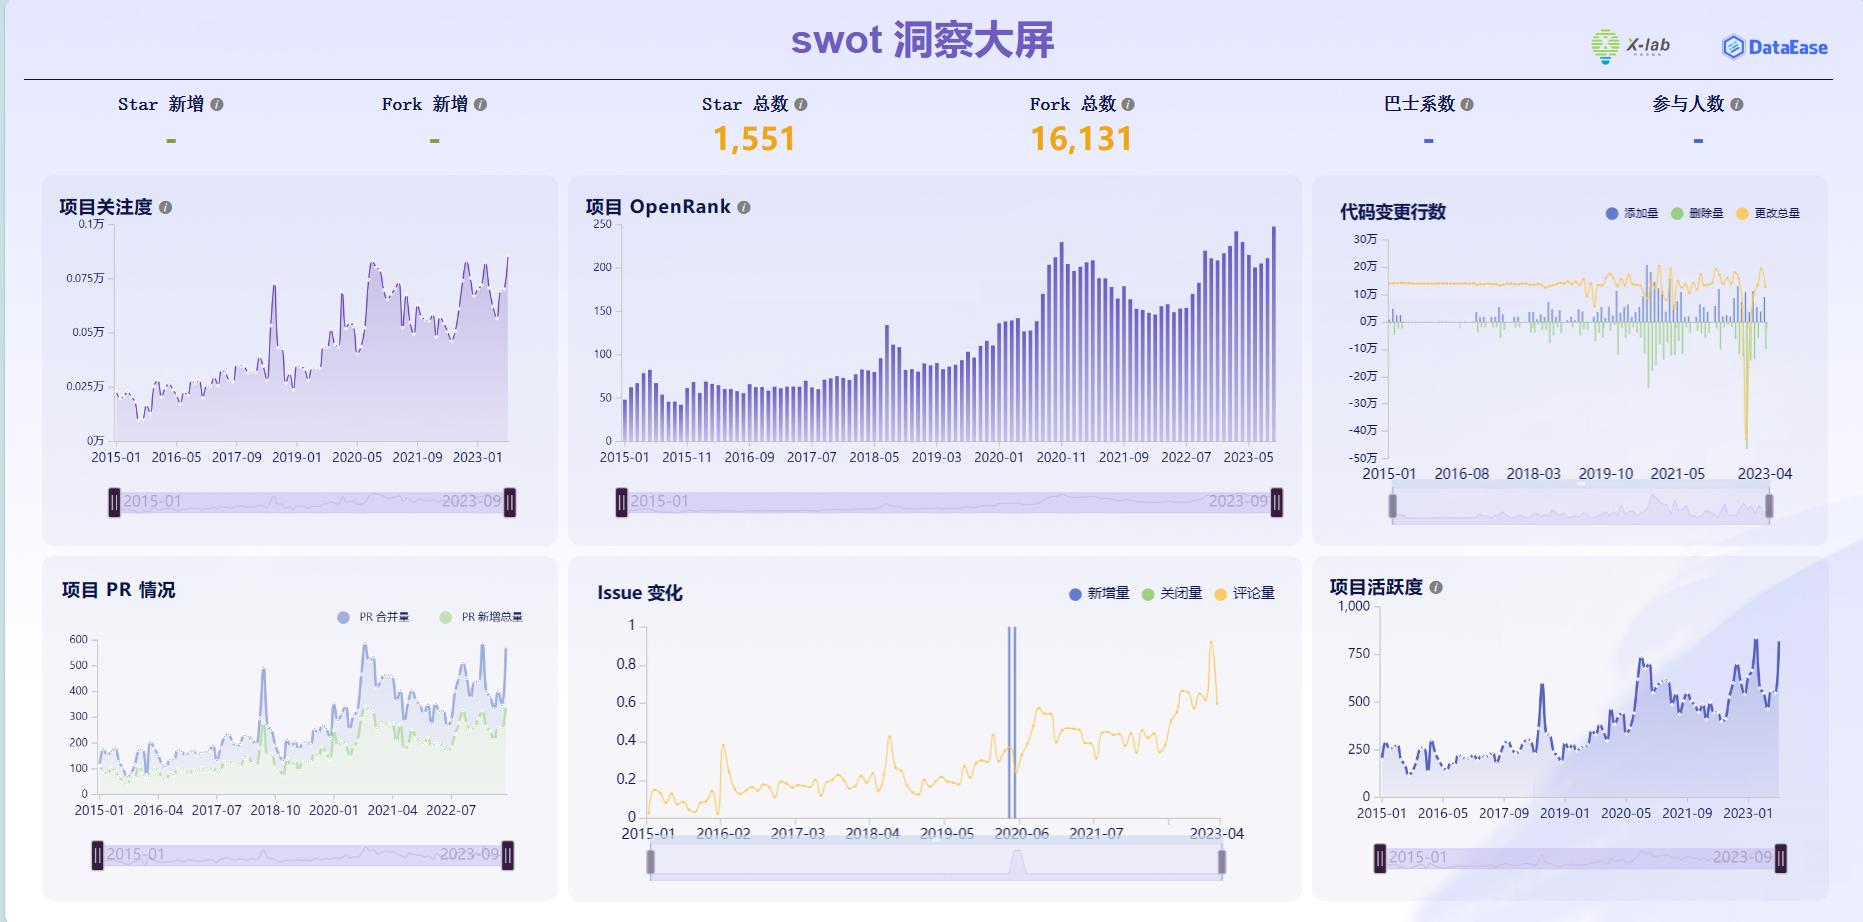 swot 洞察大屏
X-lab
DataEase
Star 新增 Fork 新增 Star 总数 Fork 总数 巴士系数 参与人数
- - 1,551 16,131 - -
项目关注度
0.1万
0.075万
0.05万
0.025万
0万
2015-01 2016-05 2017-09 2019-01 2020-05 2021-09 2023-01
2015-01 2023-09
项目 OpenRank
250
200
150
100
50
0
2015-01 2015-11 2016-09 2017-07 2018-05 2019-03 2020-01 2020-11 2021-09 2022-07 2023-05
2015-01 2023-09
代码变更行数
添加量 删除量 更改总量
30万
20万
10万
0万
-10万
-20万
-30万
-40万
-50万
2015-01 2016-08 2018-03 2019-10 2021-05 2023-04
项目 PR 情况
PR 合并量 PR 新增总量
600
500
400
300
200
100
0
2015-01 2016-04 2017-07 2018-10 2020-01 2021-04 2022-07
2015-01 2023-09
Issue 变化
新增量 关闭量 评论量
1
0.8
0.6
0.4
0.2
0
2015-01 2016-02 2017-03 2018-04 2019-05 2020-06 2021-07 2023-04
项目活跃度
1,000
750
500
250
0
2015-01 2016-05 2017-09 2019-01 2020-05 2021-09 2023-01
2015-01 2023-09